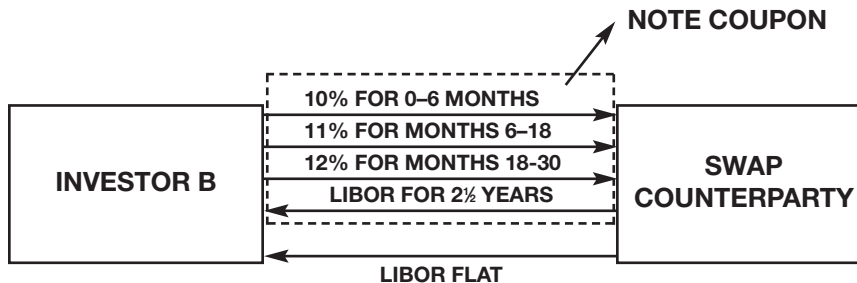 NOTE COUPON
10% FOR 0–6 MONTHS
11% FOR MONTHS 6–18
12% FOR MONTHS 18-30
LIBOR FOR 2½ YEARS
INVESTOR B
SWAP
COUNTERPARTY
LIBOR FLAT